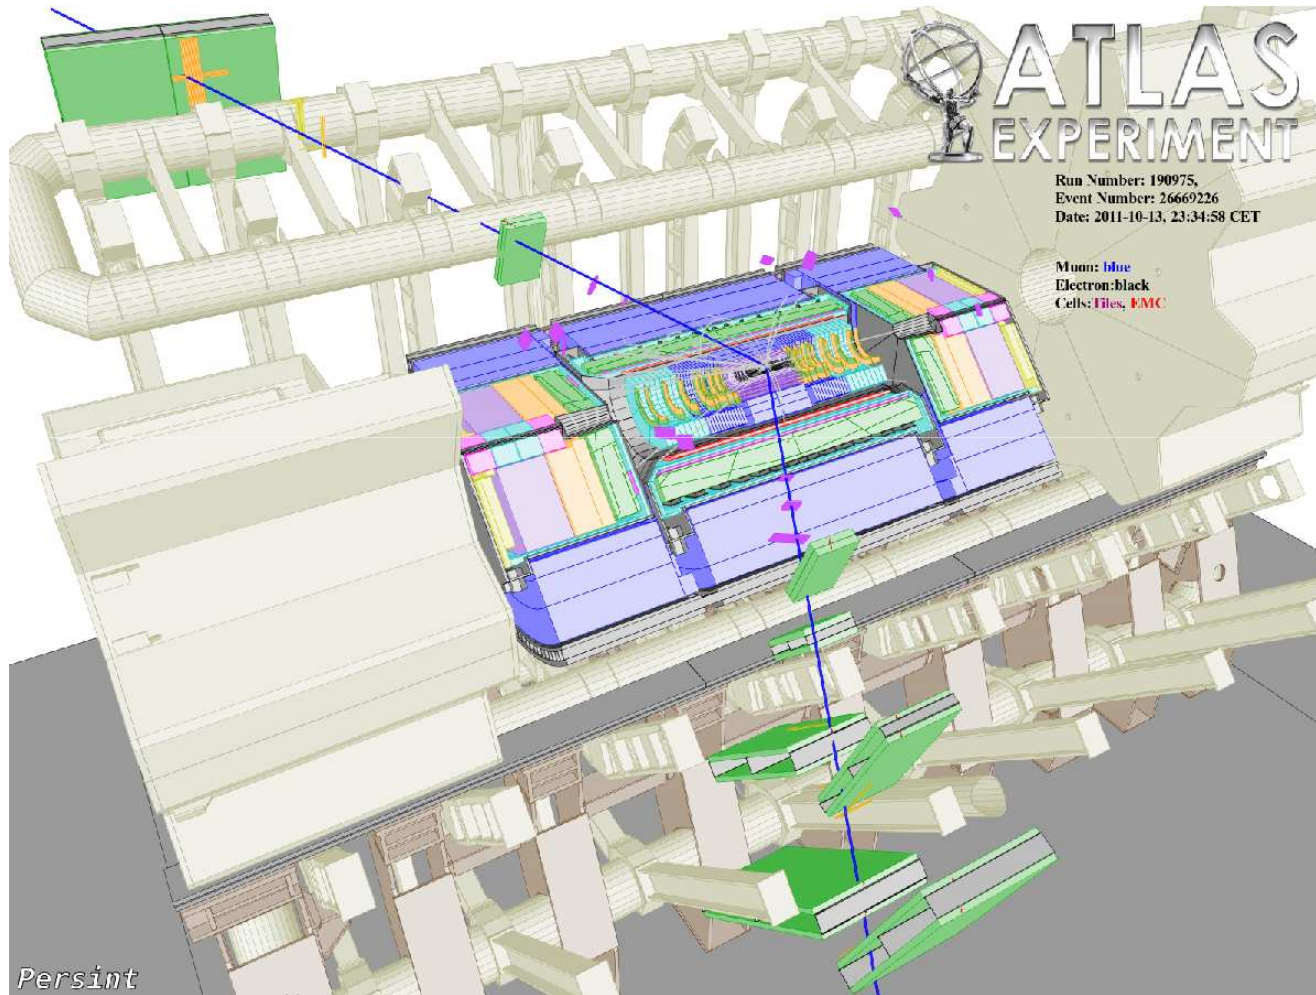 ATLAS
EXPERIMENT
Run Number: 190975,
Event Number: 26669226
Date: 2011-10-13, 23:34:58 CET
Muon: blue
Electron:black
Cells:Tiles, EMC
Persint